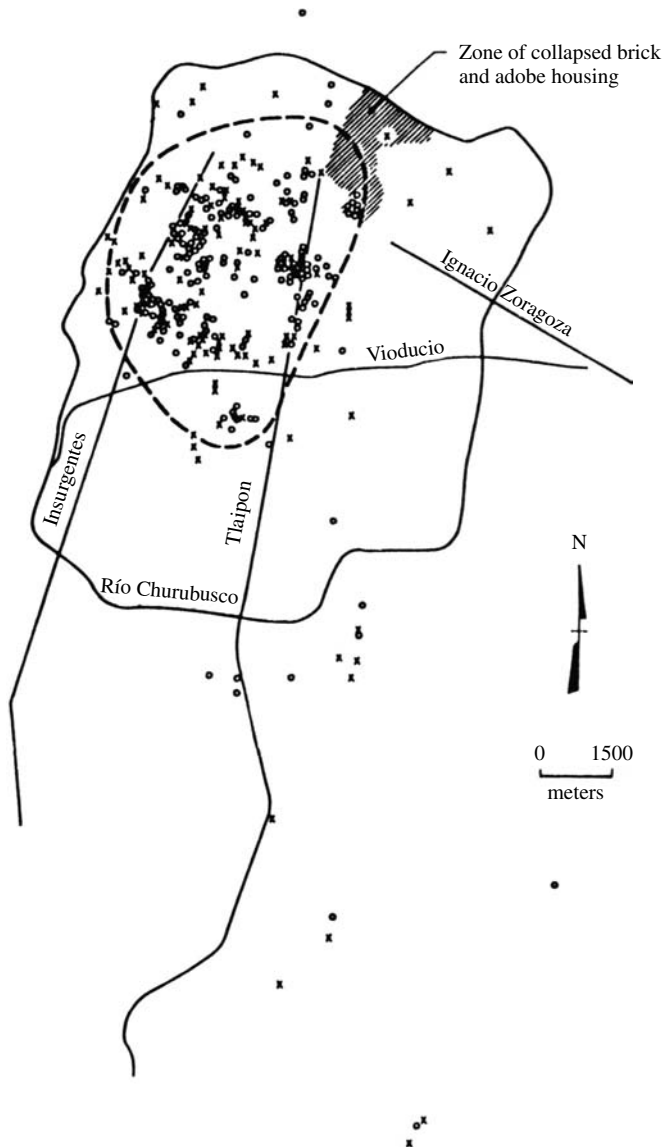 Zone of collapsed brick
and adobe housing
Ignacio Zoragoza
Vioducio
Insurgentes
Tlaipon
Río Churubusco
N
0 1500
meters